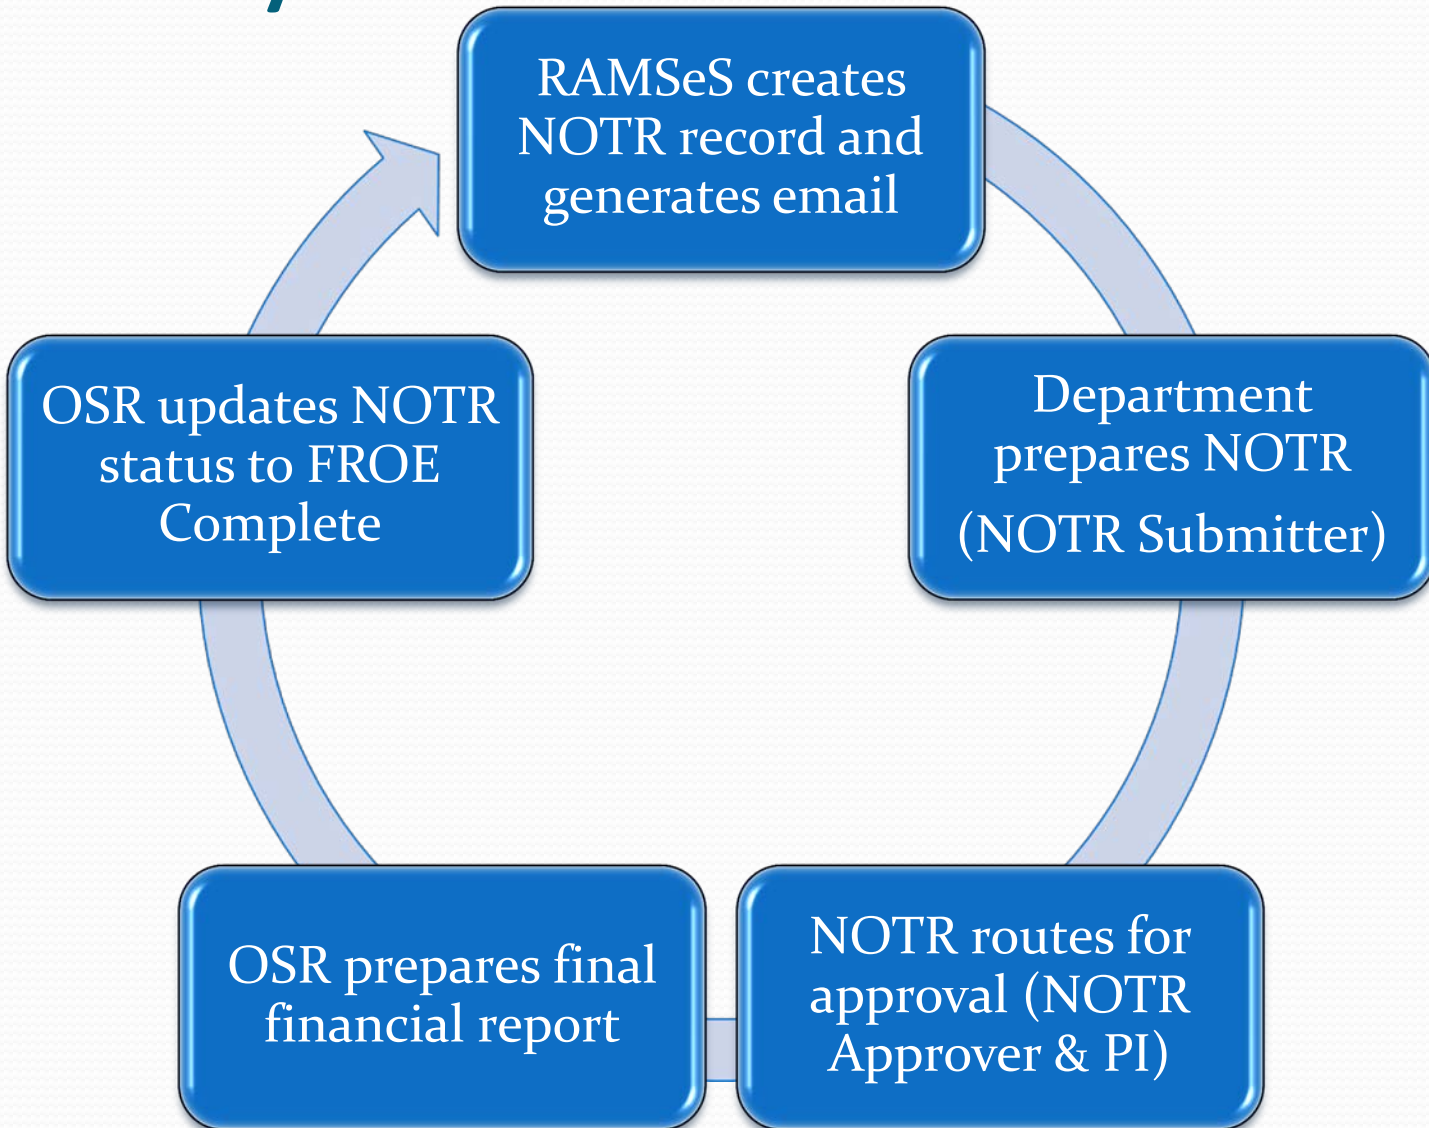 RAMSeS creates
NOTR record and
generates email
Department
prepares NOTR
(NOTR Submitter)
NOTR routes for
approval (NOTR
Approver & PI)
OSR prepares final
financial report
OSR updates NOTR
status to FROE
Complete